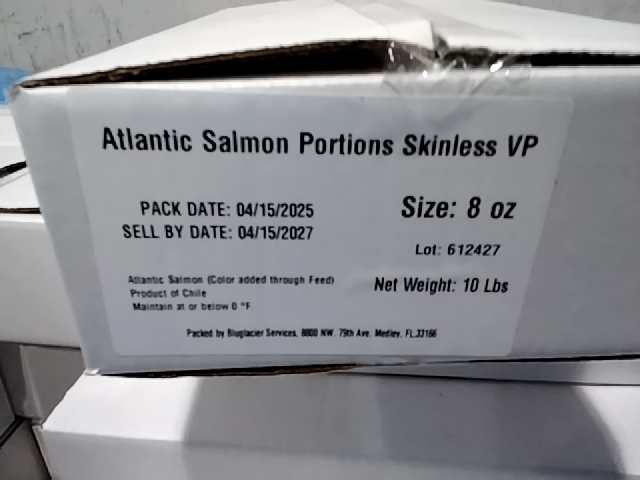 Atlantic Salmon Portions Skinless VP
PACK DATE: 04/15/2025
SELL BY DATE: 04/15/2027
Size: 8 oz
Lot: 612427
Net Weight: 10 Lbs
Atlantic Salmon (Color added through Feed)
Product of Chile
Maintain at or below 0 °F
Packed by Bluglacier Services, 8800 NW. 79th Ave. Medley, FL.33166